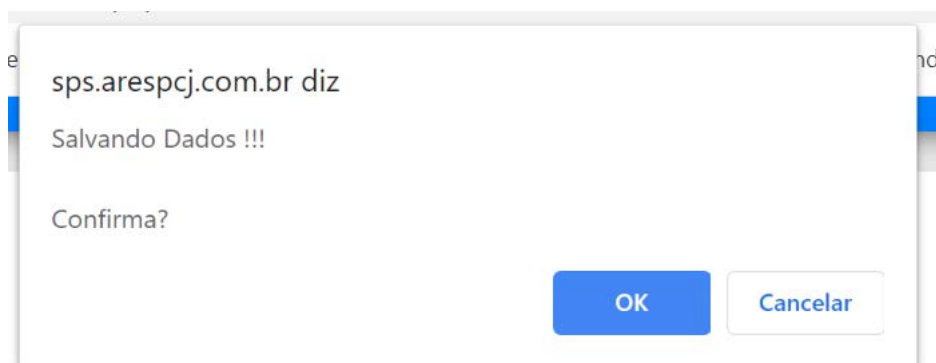 sps.arespcj.com.br diz
Salvando Dados !!!
Confirma?
OK
Cancelar